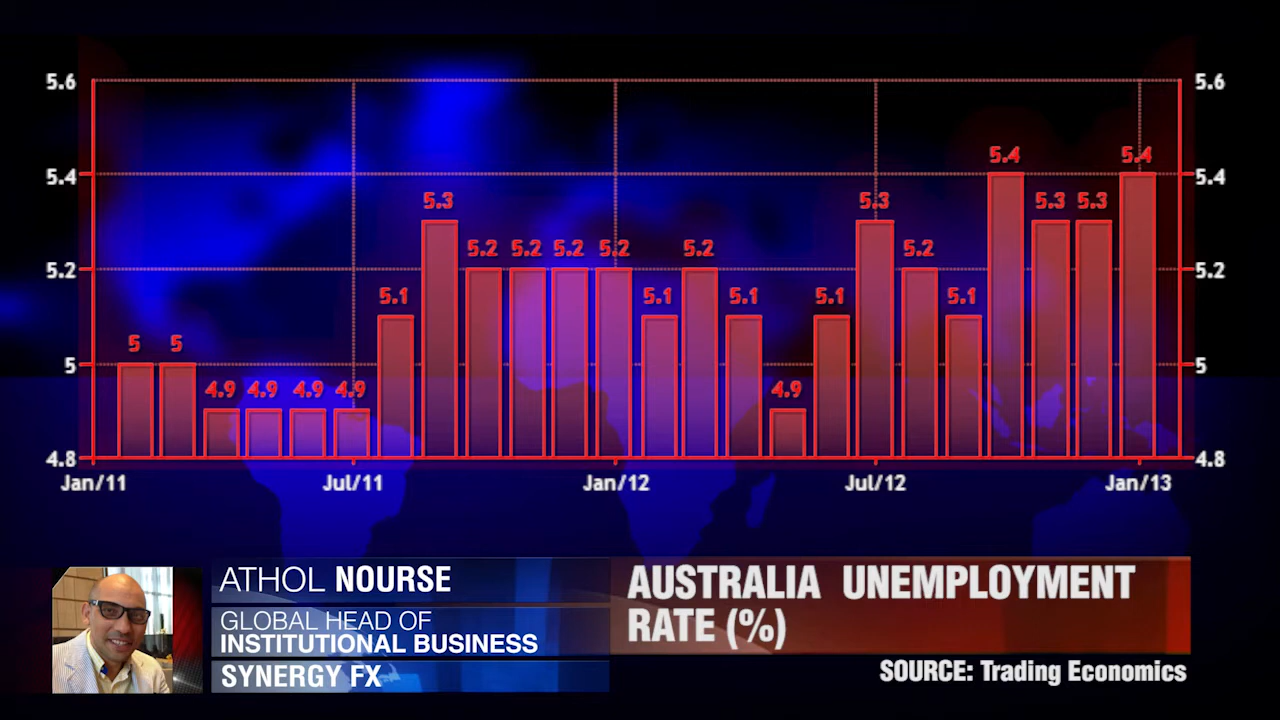 5.6 5.6
5.4 5.4
5.2 5.2
5 5
4.8 4.8
5 5 4.9 4.9 4.9 4.9 5.1 5.3 5.2 5.2 5.2 5.2 5.1 5.2 5.1 4.9 5.1 5.3 5.2 5.1 5.4 5.3 5.3 5.4
Jan/11 Jul/11 Jan/12 Jul/12 Jan/13
ATHOL NOURSE
GLOBAL HEAD OF
INSTITUTIONAL BUSINESS
SYNERGY FX
AUSTRALIA UNEMPLOYMENT
RATE (%)
SOURCE: Trading Economics